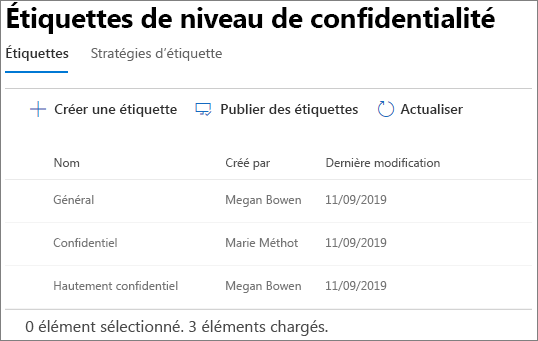 Étiquettes de niveau de confidentialité
Étiquettes Stratégies d’étiquette
Créer une étiquette Publier des étiquettes Actualiser
Nom Créé par Dernière modification
Général Megan Bowen 11/09/2019
Confidentiel Marie Méthot 11/09/2019
Hautement confidentiel Megan Bowen 11/09/2019
0 élément sélectionné. 3 éléments chargés.